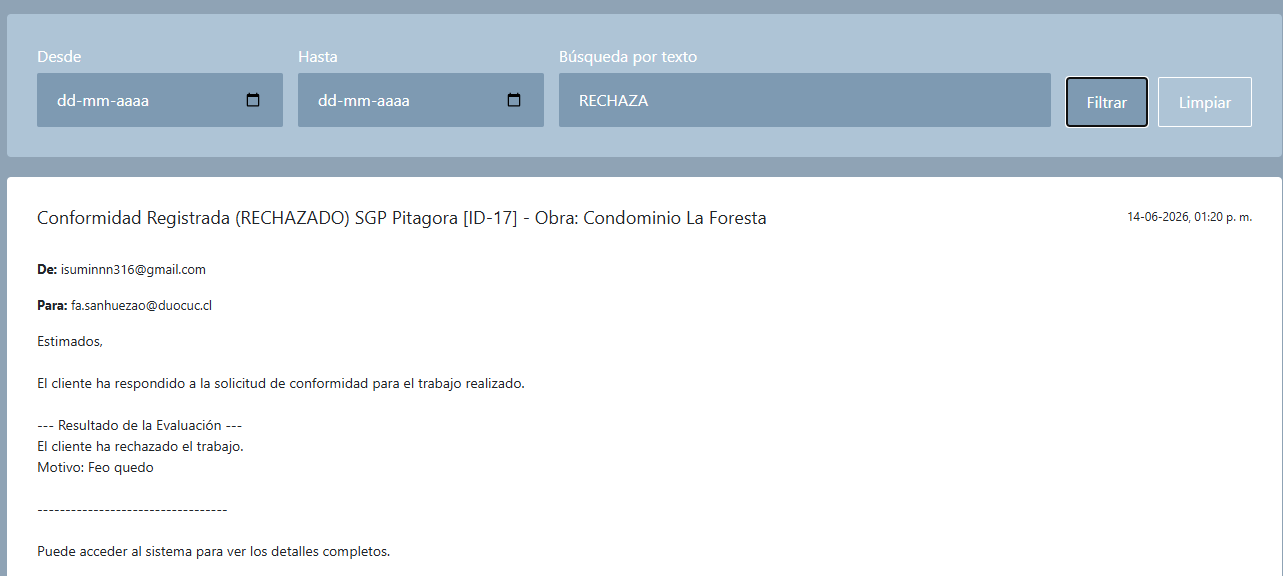 Desde
Hasta
Búsqueda por texto
dd-mm-aaaa
dd-mm-aaaa
RECHAZA
Filtrar
Limpiar
Conformidad Registrada (RECHAZADO) SGP Pitagora [ID-17] - Obra: Condominio La Foresta
14-06-2026, 01:20 p. m.
De: isuminnn316@gmail.com
Para: fa.sanhuezao@duocuc.cl
Estimados,
El cliente ha respondido a la solicitud de conformidad para el trabajo realizado.
--- Resultado de la Evaluación ---
El cliente ha rechazado el trabajo.
Motivo: Feo quedo
----------------------------------
Puede acceder al sistema para ver los detalles completos.